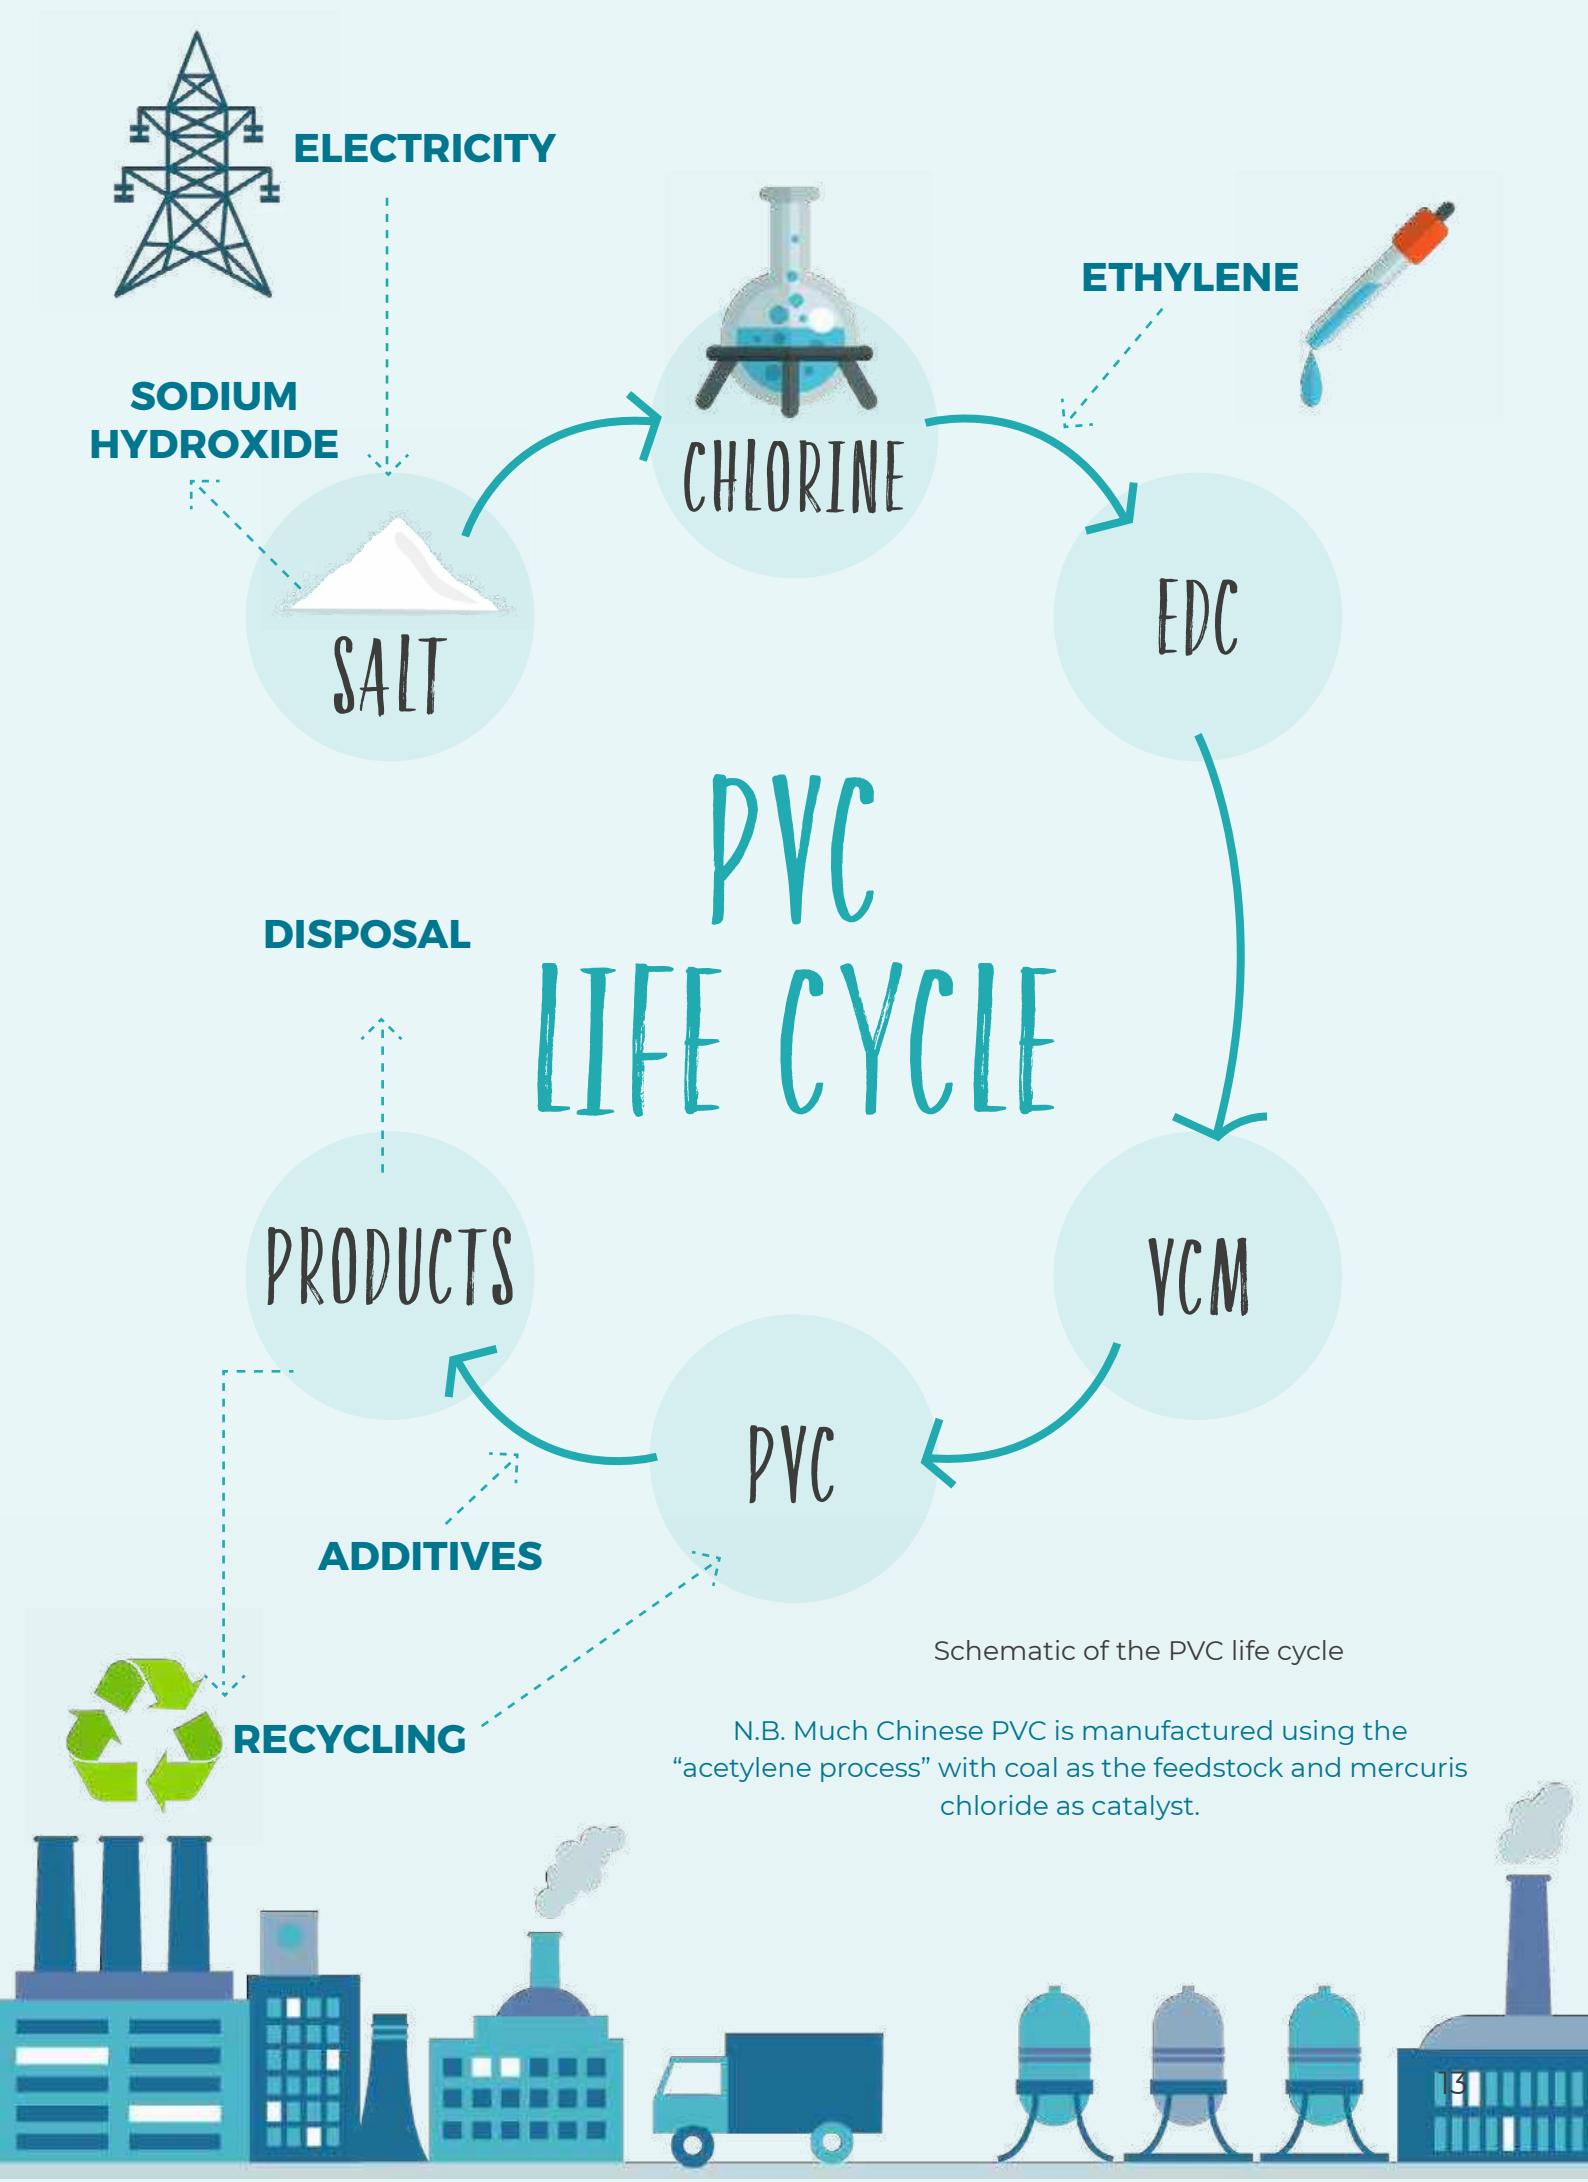 ELECTRICITY
ETHYLENE
SODIUM
HYDROXIDE
CHLORINE
SALT
EDC
PVC
LIFE CYCLE
DISPOSAL
PRODUCTS
VCM
PVC
ADDITIVES
RECYCLING
Schematic of the PVC life cycle
N.B. Much Chinese PVC is manufactured using the
“acetylene process” with coal as the feedstock and mercuris
chloride as catalyst.
13